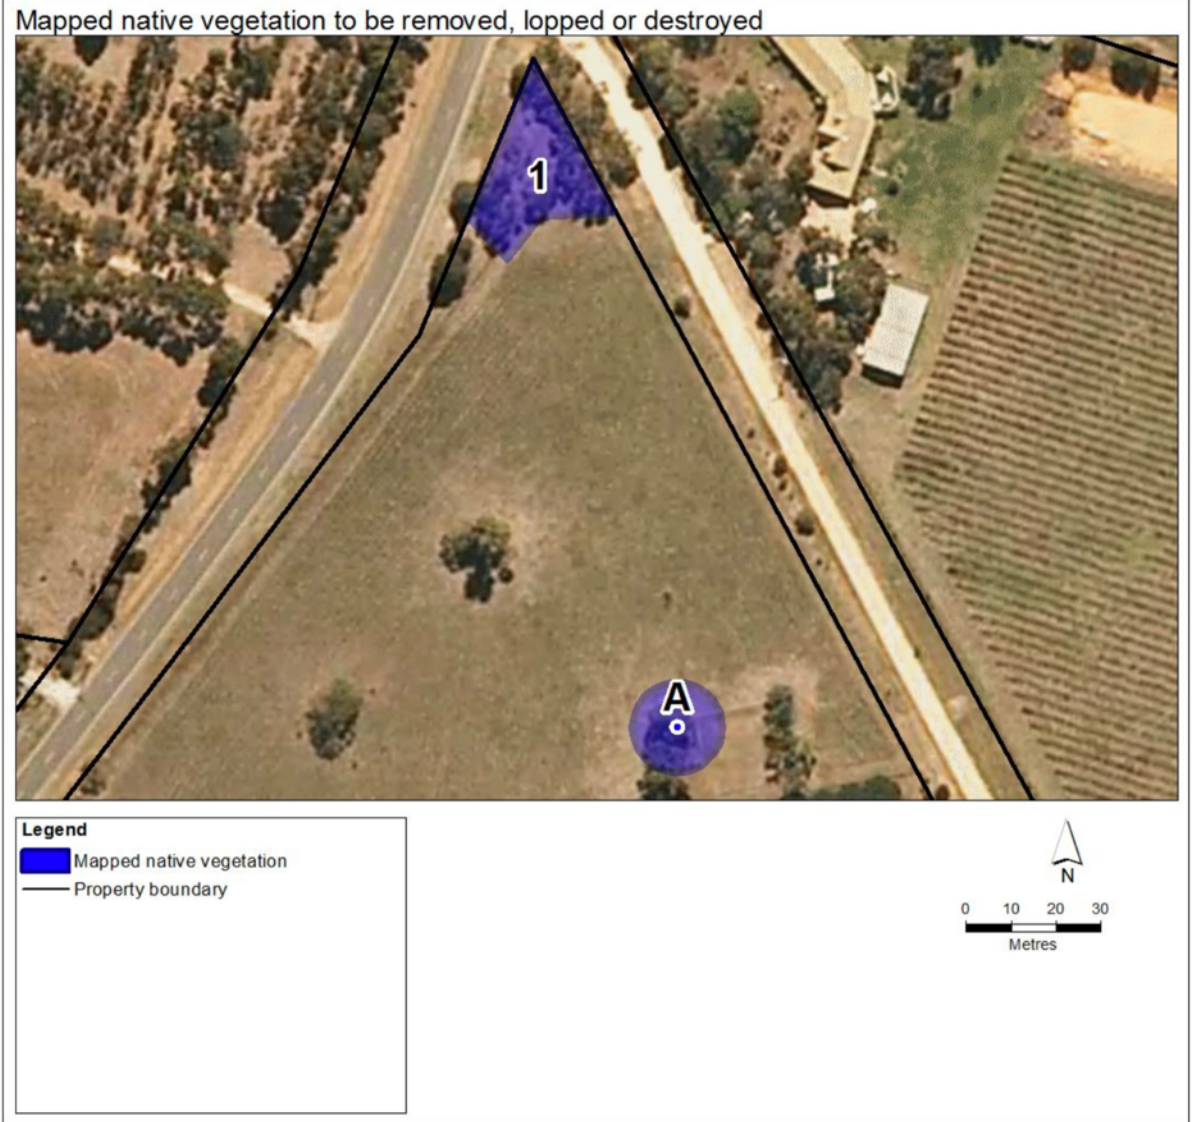 Mapped native vegetation to be removed, lopped or destroyed
1
A
Legend
Mapped native vegetation
Property boundary
N
0 10 20 30
Metres